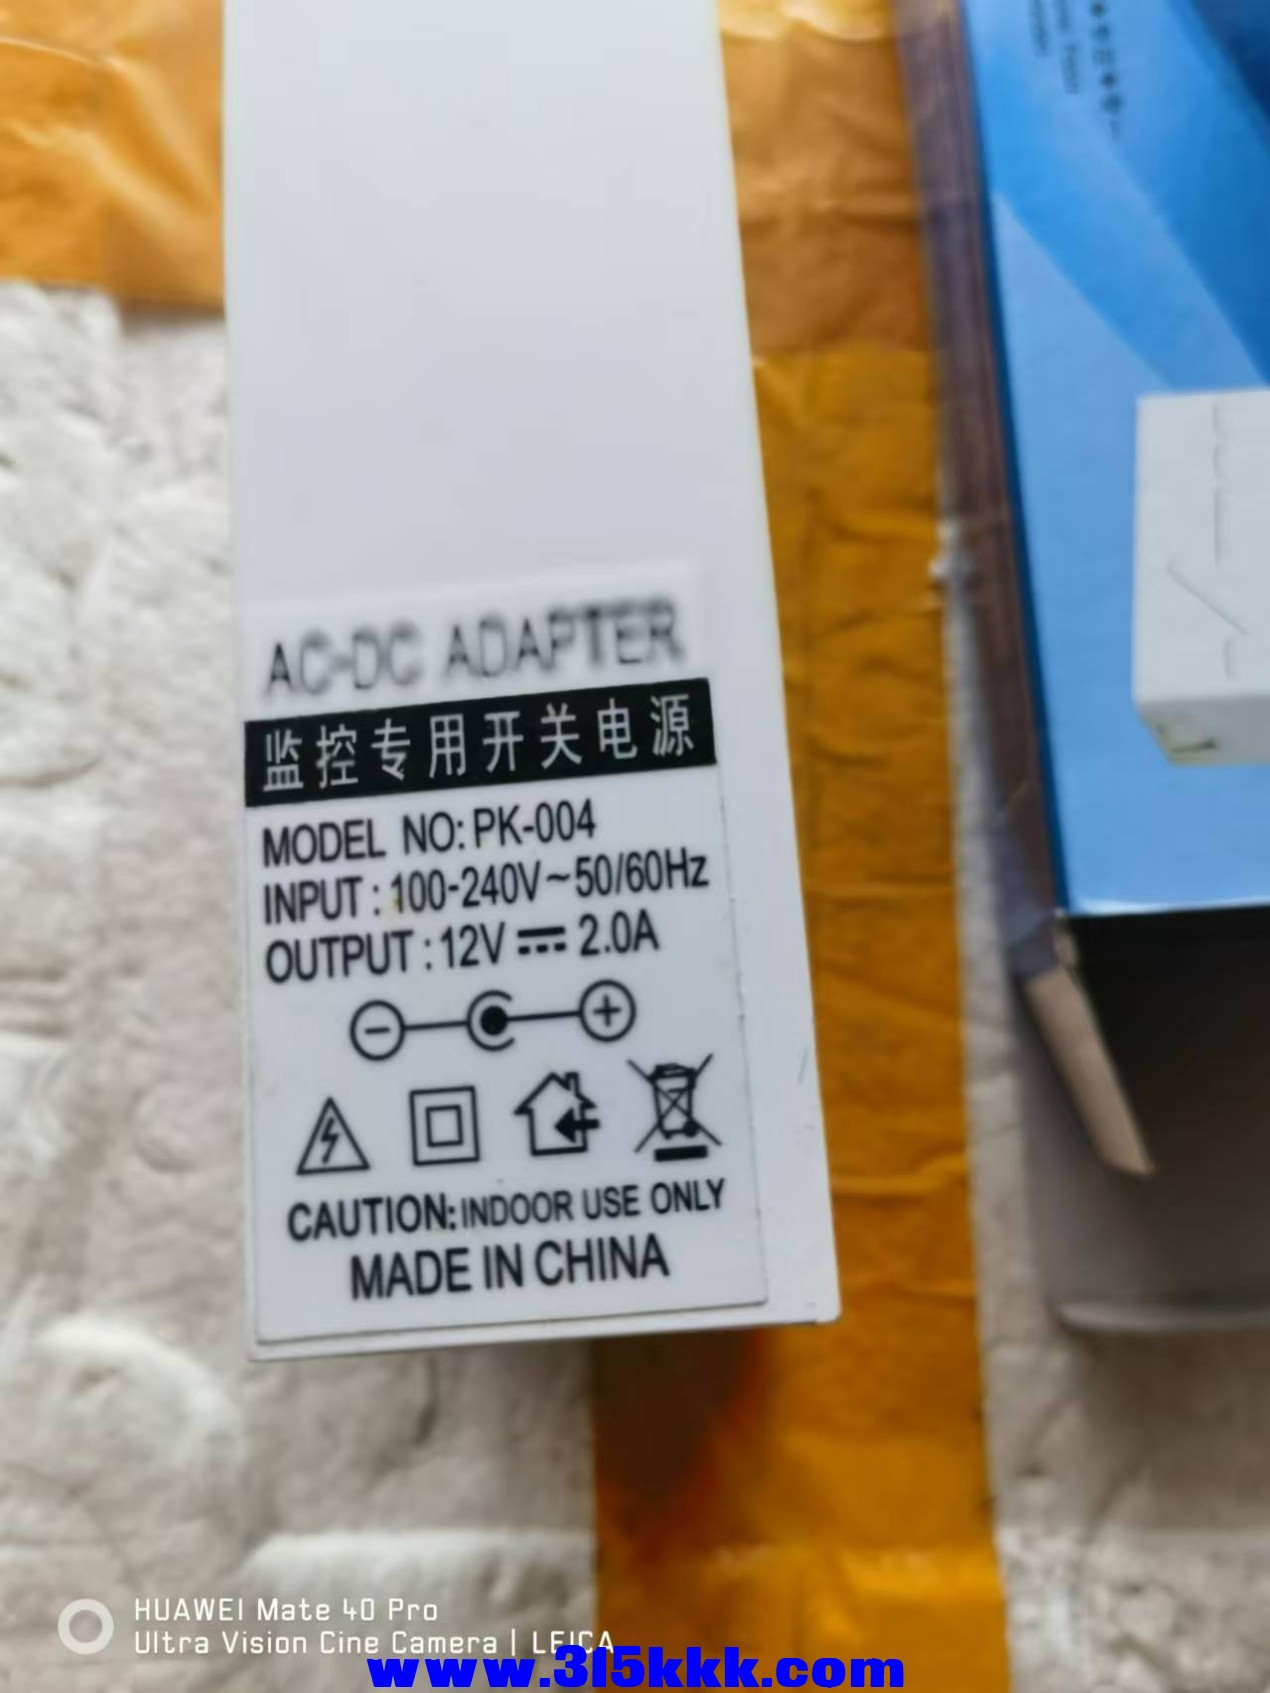 AC-DC ADAPTER
监控专用开关电源
MODEL NO: PK-004
INPUT : 100-240V~50/60Hz
OUTPUT : 12V⎓2.0A
CAUTION: INDOOR USE ONLY
MADE IN CHINA
HUAWEI Mate 40 Pro
Ultra Vision Cine Camera | LEICA
www.315kkk.com